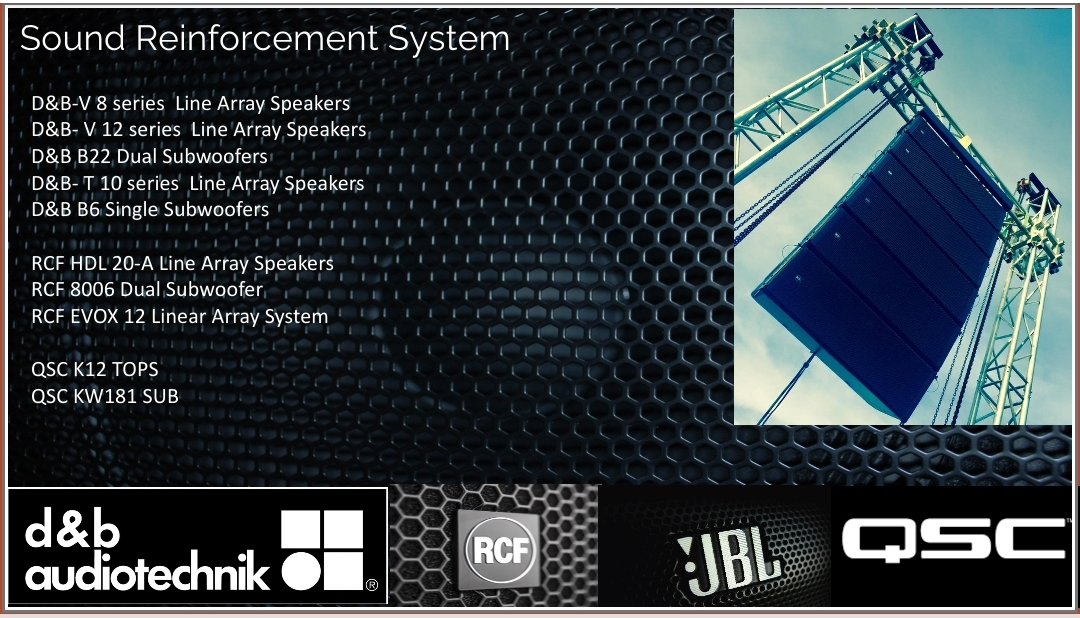 Sound Reinforcement System
D&B-V 8 series  Line Array Speakers
D&B- V 12 series  Line Array Speakers
D&B B22 Dual Subwoofers
D&B- T 10 series  Line Array Speakers
D&B B6 Single Subwoofers
RCF HDL 20-A Line Array Speakers
RCF 8006 Dual Subwoofer
RCF EVOX 12 Linear Array System
QSC K12 TOPS
QSC KW181 SUB
d&b
audiotechnik ®
RCF
JBL
QSC™